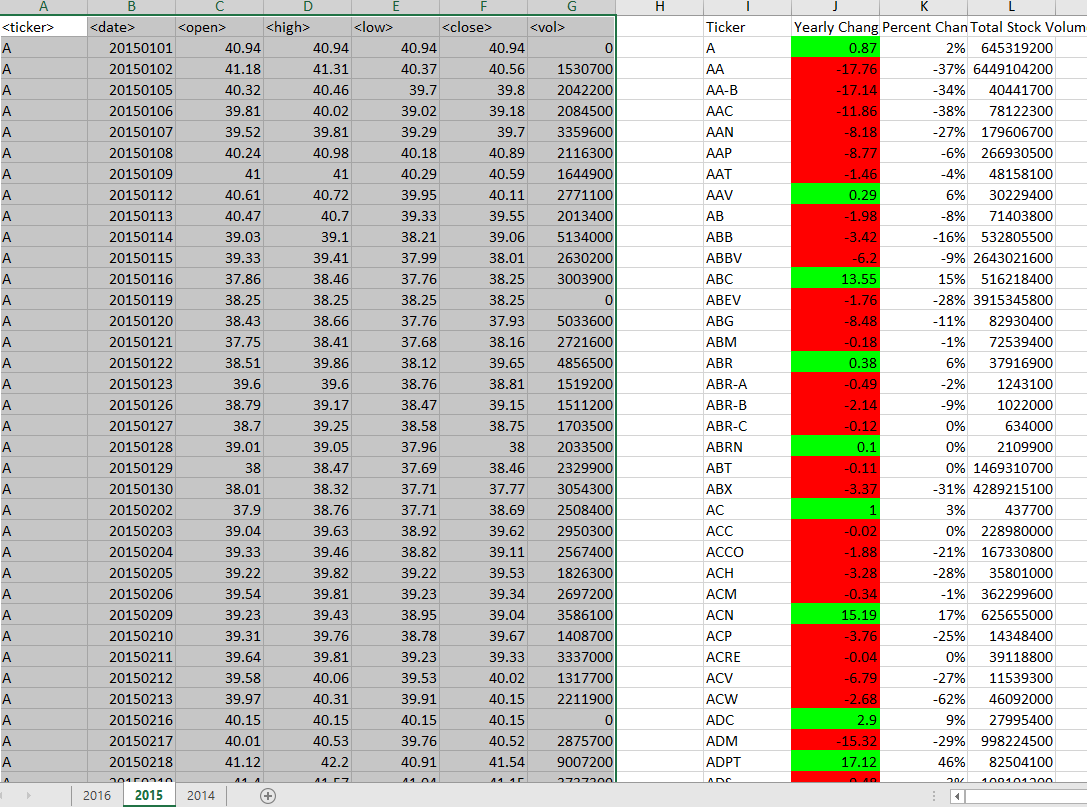 A B C D E F G H I J K L
<ticker> <date> <open> <high> <low> <close> <vol> Ticker Yearly Chang Percent Chan Total Stock Volum
A 20150101 40.94 40.94 40.94 40.94 0 A 0.87 2% 645319200
A 20150102 41.18 41.31 40.37 40.56 1530700 AA -17.76 -37% 6449104200
A 20150105 40.32 40.46 39.7 39.8 2042200 AA-B -17.14 -34% 40441700
A 20150106 39.81 40.02 39.02 39.18 2084500 AAC -11.86 -38% 78122300
A 20150107 39.52 39.81 39.29 39.7 3359600 AAN -8.18 -27% 179606700
A 20150108 40.24 40.98 40.18 40.89 2116300 AAP -8.77 -6% 266930500
A 20150109 41 41 40.29 40.59 1644900 AAT -1.46 -4% 48158100
A 20150112 40.61 40.72 39.95 40.11 2771100 AAV 0.29 6% 30229400
A 20150113 40.47 40.7 39.33 39.55 2013400 AB -1.98 -8% 71403800
A 20150114 39.03 39.1 38.21 39.06 5134000 ABB -3.42 -16% 532805500
A 20150115 39.33 39.41 37.99 38.01 2630200 ABBV -6.2 -9% 2643021600
A 20150116 37.86 38.46 37.76 38.25 3003900 ABC 13.55 15% 516218400
A 20150119 38.25 38.25 38.25 38.25 0 ABEV -1.76 -28% 3915345800
A 20150120 38.43 38.66 37.76 37.93 5033600 ABG -8.48 -11% 82930400
A 20150121 37.75 38.41 37.68 38.16 2721600 ABM -0.18 -1% 72539400
A 20150122 38.51 39.86 38.12 39.65 4856500 ABR 0.38 6% 37916900
A 20150123 39.6 39.6 38.76 38.81 1519200 ABR-A -0.49 -2% 1243100
A 20150126 38.79 39.17 38.47 39.15 1511200 ABR-B -2.14 -9% 1022000
A 20150127 38.7 39.25 38.58 38.75 1703500 ABR-C -0.12 0% 634000
A 20150128 39.01 39.05 37.96 38 2033500 ABRN 0.1 0% 2109900
A 20150129 38 38.47 37.69 38.46 2329900 ABT -0.11 0% 1469310700
A 20150130 38.01 38.32 37.71 37.77 3054300 ABX -3.37 -31% 4289215100
A 20150202 37.9 38.76 37.71 38.69 2508400 AC 1 3% 437700
A 20150203 39.04 39.63 38.92 39.62 2950300 ACC -0.02 0% 228980000
A 20150204 39.33 39.46 38.82 39.11 2567400 ACCO -1.88 -21% 167330800
A 20150205 39.22 39.82 39.22 39.53 1826300 ACH -3.28 -28% 35801000
A 20150206 39.54 39.81 39.23 39.34 2697200 ACM -0.34 -1% 362299600
A 20150209 39.23 39.43 38.95 39.04 3586100 ACN 15.19 17% 625655000
A 20150210 39.31 39.76 38.78 39.67 1408700 ACP -3.76 -25% 14348400
A 20150211 39.64 39.81 39.23 39.33 3337000 ACRE -0.04 0% 39118800
A 20150212 39.58 40.06 39.53 40.02 1317700 ACV -6.79 -27% 11539300
A 20150213 39.97 40.31 39.91 40.15 2211900 ACW -2.68 -62% 46092000
A 20150216 40.15 40.15 40.15 40.15 0 ADC 2.9 9% 27995400
A 20150217 40.01 40.53 39.76 40.52 2875700 ADM -15.32 -29% 998224500
A 20150218 41.12 42.2 40.91 41.54 9007200 ADPT 17.12 46% 82504100
2016 2015 2014